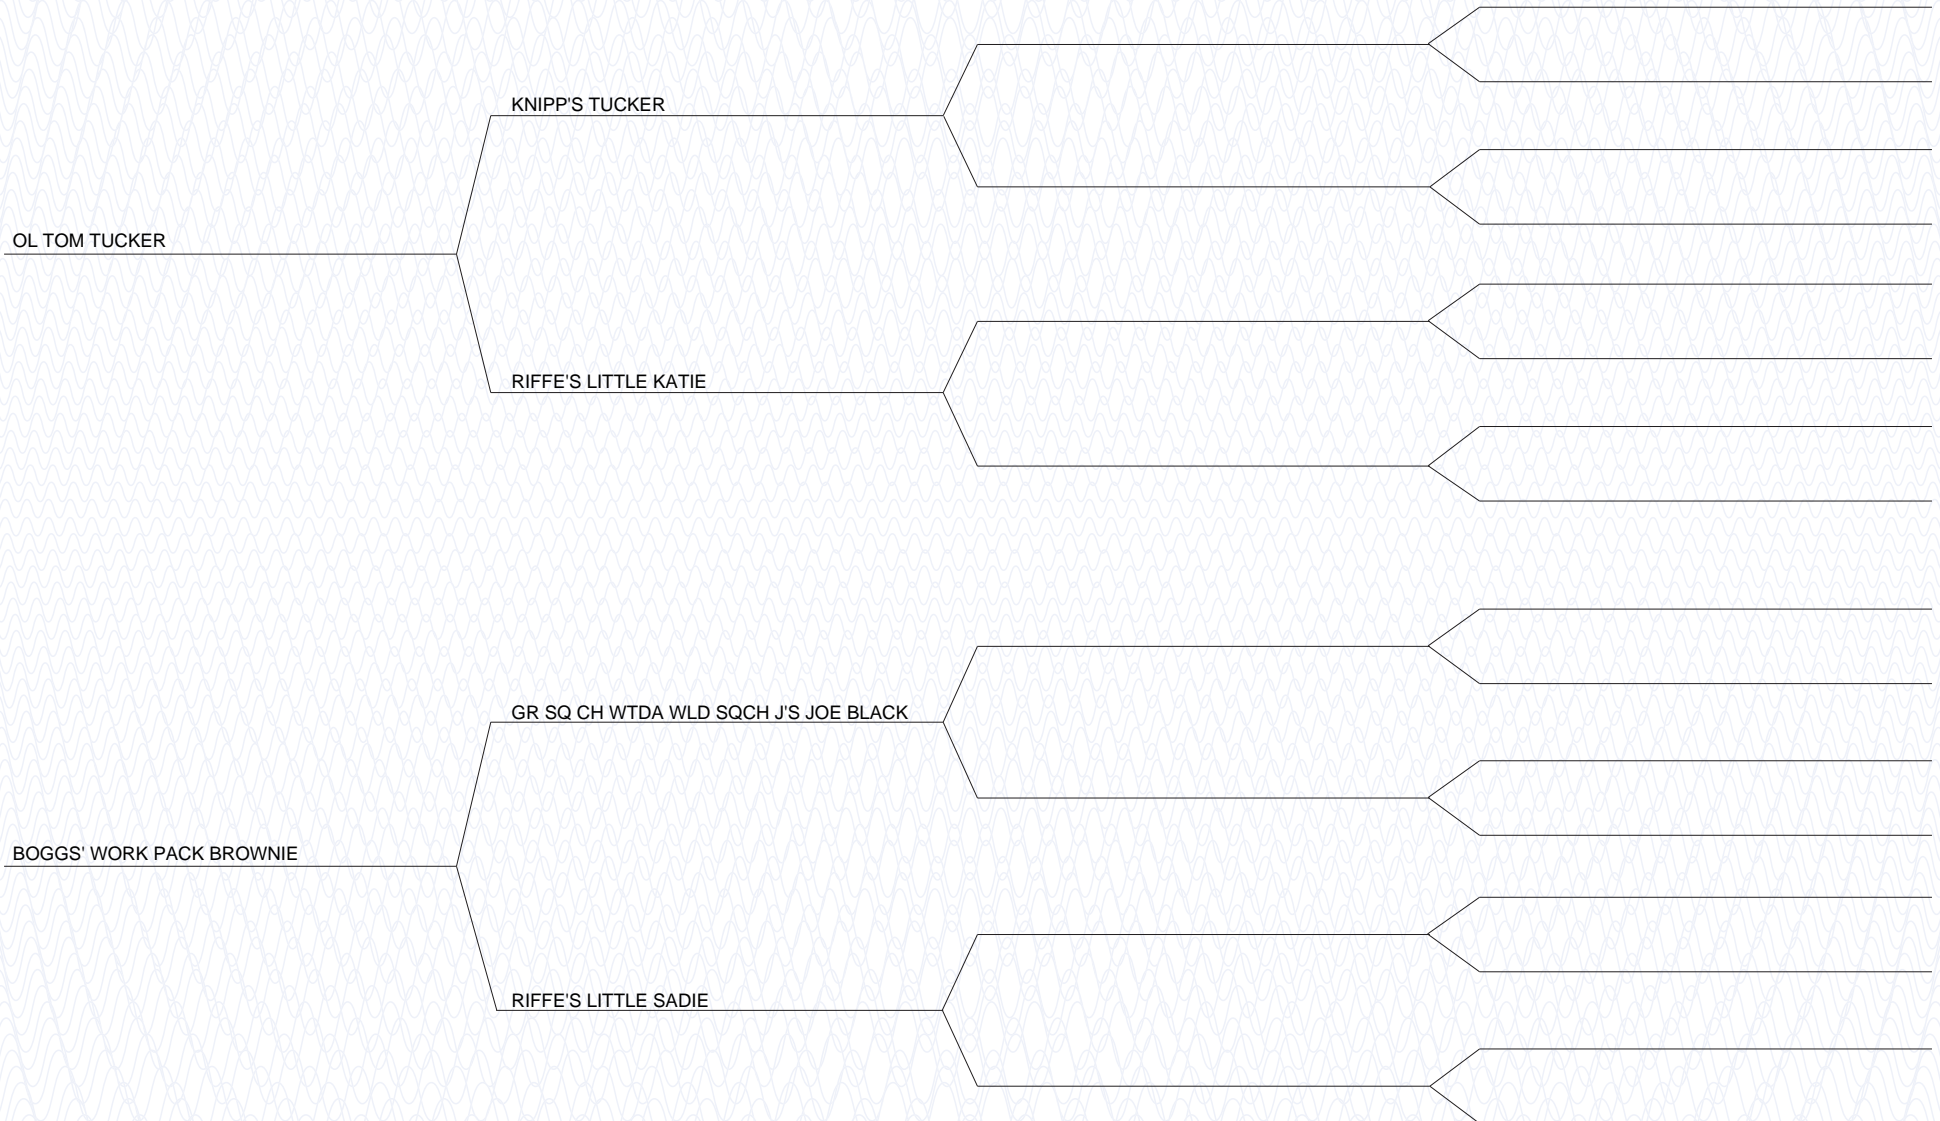 KNIPP'S TUCKER
OL TOM TUCKER
RIFFE'S LITTLE KATIE
GR SQ CH WTDA WLD SQCH J'S JOE BLACK
BOGGS' WORK PACK BROWNIE
RIFFE'S LITTLE SADIE